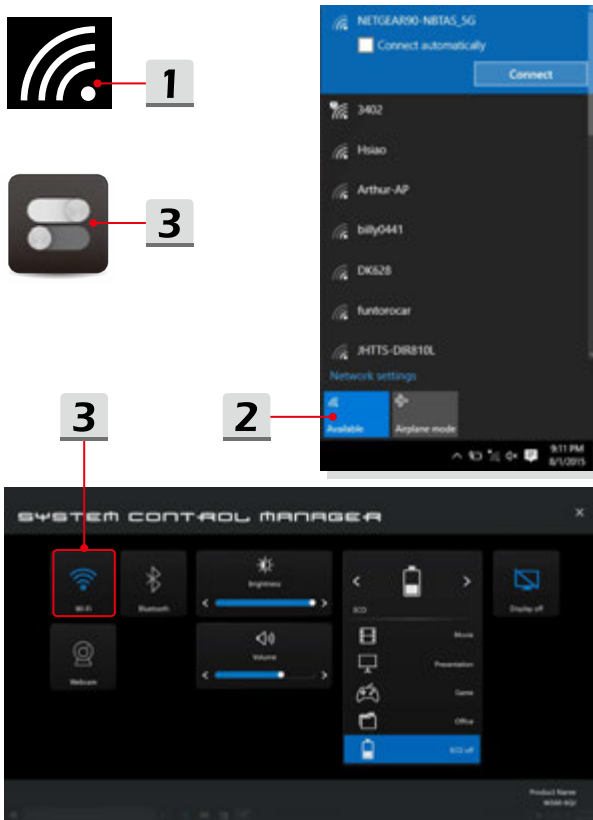 1
3
NETGEAR90-NBTAS_5G
Connect automatically
Connect
3402
Hsiao
Arthur-AP
billy0441
DK628
funtorocar
JHTTS-DIR810L
Network settings
Available
Airplane mode
9:11 PM
8/1/2015
3
2
SYSTEM CONTROL MANAGER
Wi-Fi
Bluetooth
Brightness
ECO
Display off
Webcam
Volume
Movie
Presentation
Game
Office
ECO off
Product Name